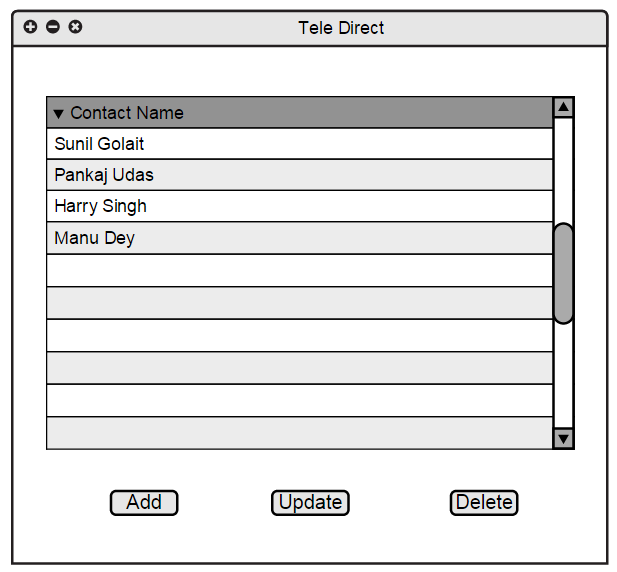 Tele Direct
Contact Name
Sunil Golait
Pankaj Udas
Harry Singh
Manu Dey
Add Update Delete